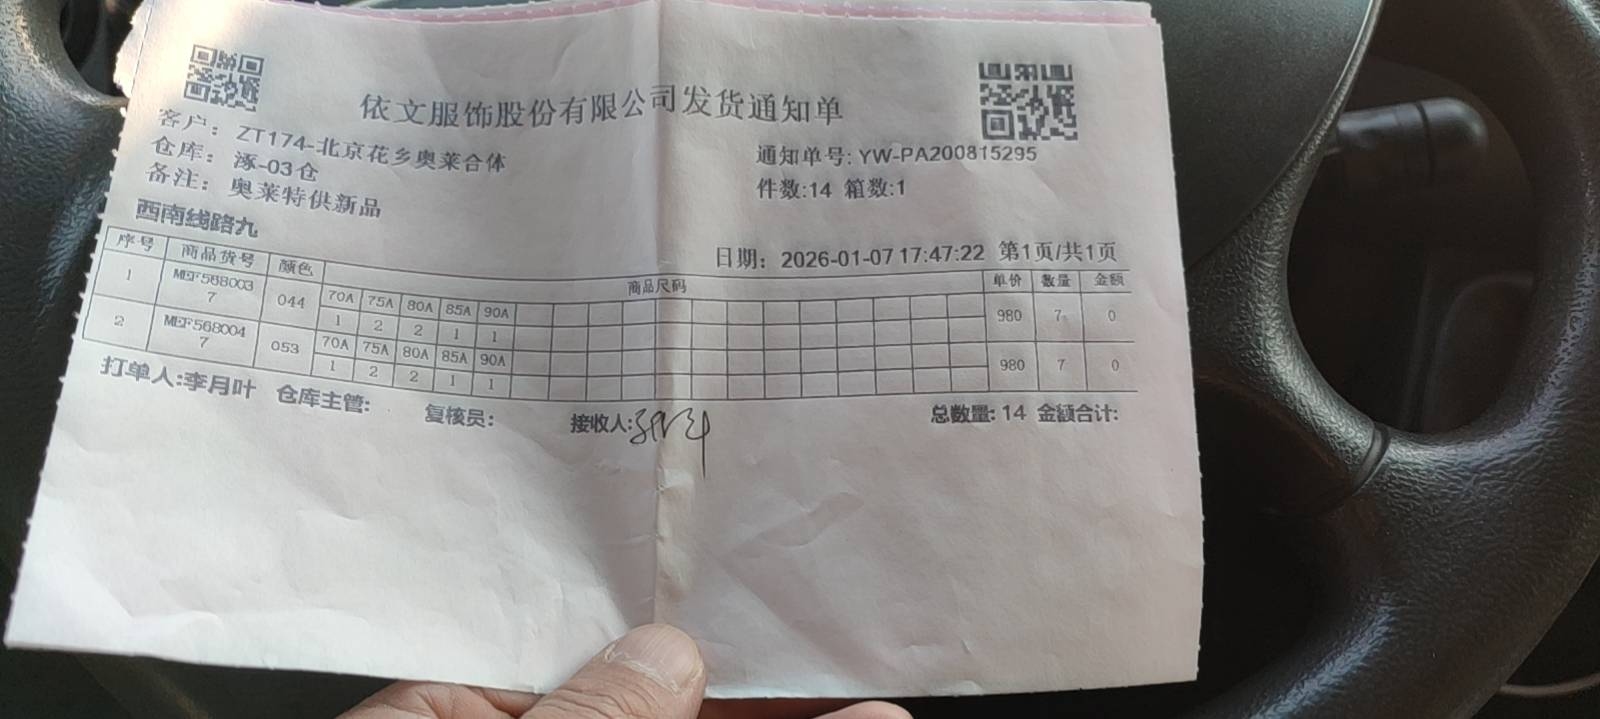 依文服饰股份有限公司发货通知单
客户: ZT174-北京花乡奥莱合体
仓库: 涿-03仓
备注: 奥莱特供新品
通知单号: YW-PA200815295
件数:14 箱数:1
西南线路九
日期: 2026-01-07 17:47:22 第1页/共1页
序号 商品货号 颜色 商品尺码 单价 数量 金额
1 MEF5680037 044 70A 75A 80A 85A 90A 980 7 0
1 2 2 1 1
2 MEF5680047 053 70A 75A 80A 85A 90A 980 7 0
1 2 2 1 1
打单人:李月叶 仓库主管: 复核员: 接收人: 总数量: 14 金额合计: